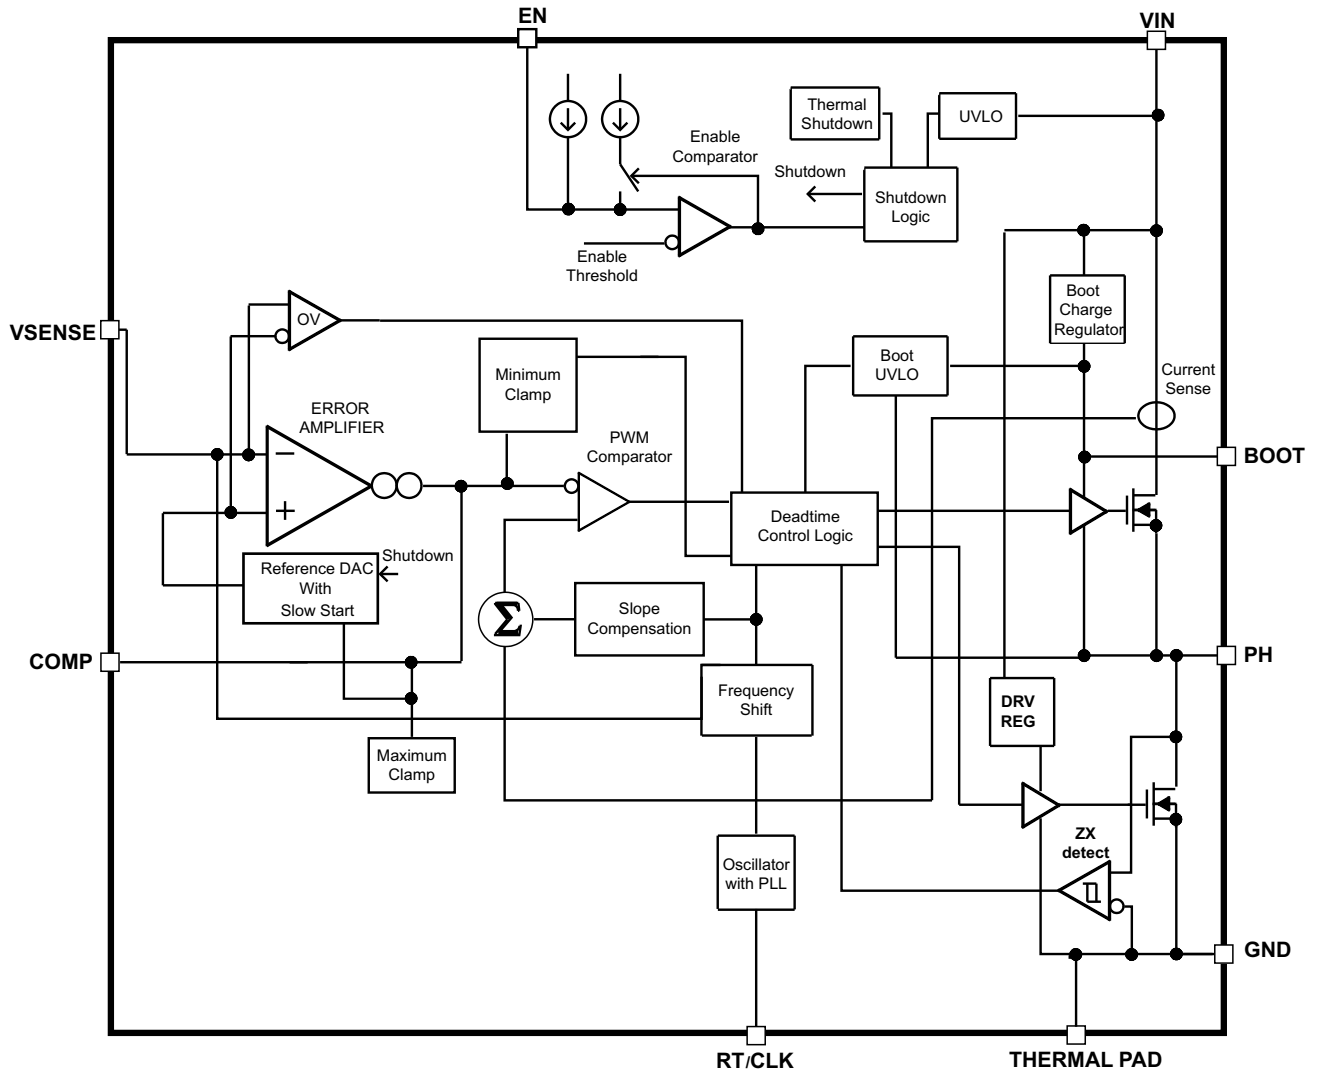 EN
VIN
Thermal
Shutdown
UVLO
Enable
Comparator
Shutdown
Shutdown
Logic
Enable
Threshold
Boot
Charge
Regulator
VSENSE
OV
Minimum
Clamp
Boot
UVLO
Current
Sense
ERROR
AMPLIFIER
PWM
Comparator
BOOT
−
+
Deadtime
Control Logic
Shutdown
Reference DAC
With
Slow Start
Σ
Slope
Compensation
COMP
PH
Frequency
Shift
DRV
REG
Maximum
Clamp
ZX
detect
Oscillator
with PLL
GND
RT/CLK
THERMAL PAD